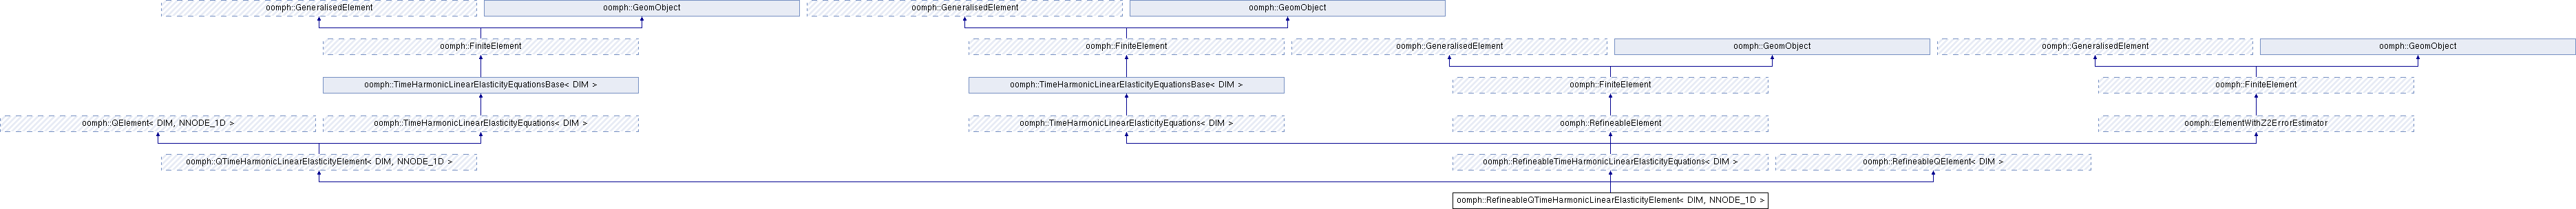 oomph::GeneralisedElement oomph::GeomObject oomph::GeneralisedElement oomph::GeomObject
oomph::FiniteElement oomph::FiniteElement oomph::GeneralisedElement oomph::GeomObject oomph::GeneralisedElement oomph::GeomObject
oomph::TimeHarmonicLinearElasticityEquationsBase< DIM > oomph::TimeHarmonicLinearElasticityEquationsBase< DIM > oomph::FiniteElement oomph::FiniteElement
oomph::QElement< DIM, NNODE_1D > oomph::TimeHarmonicLinearElasticityEquations< DIM > oomph::TimeHarmonicLinearElasticityEquations< DIM > oomph::RefineableElement oomph::ElementWithZ2ErrorEstimator
oomph::QTimeHarmonicLinearElasticityElement< DIM, NNODE_1D > oomph::RefineableTimeHarmonicLinearElasticityEquations< DIM > oomph::RefineableQElement< DIM >
oomph::RefineableQTimeHarmonicLinearElasticityElement< DIM, NNODE_1D >